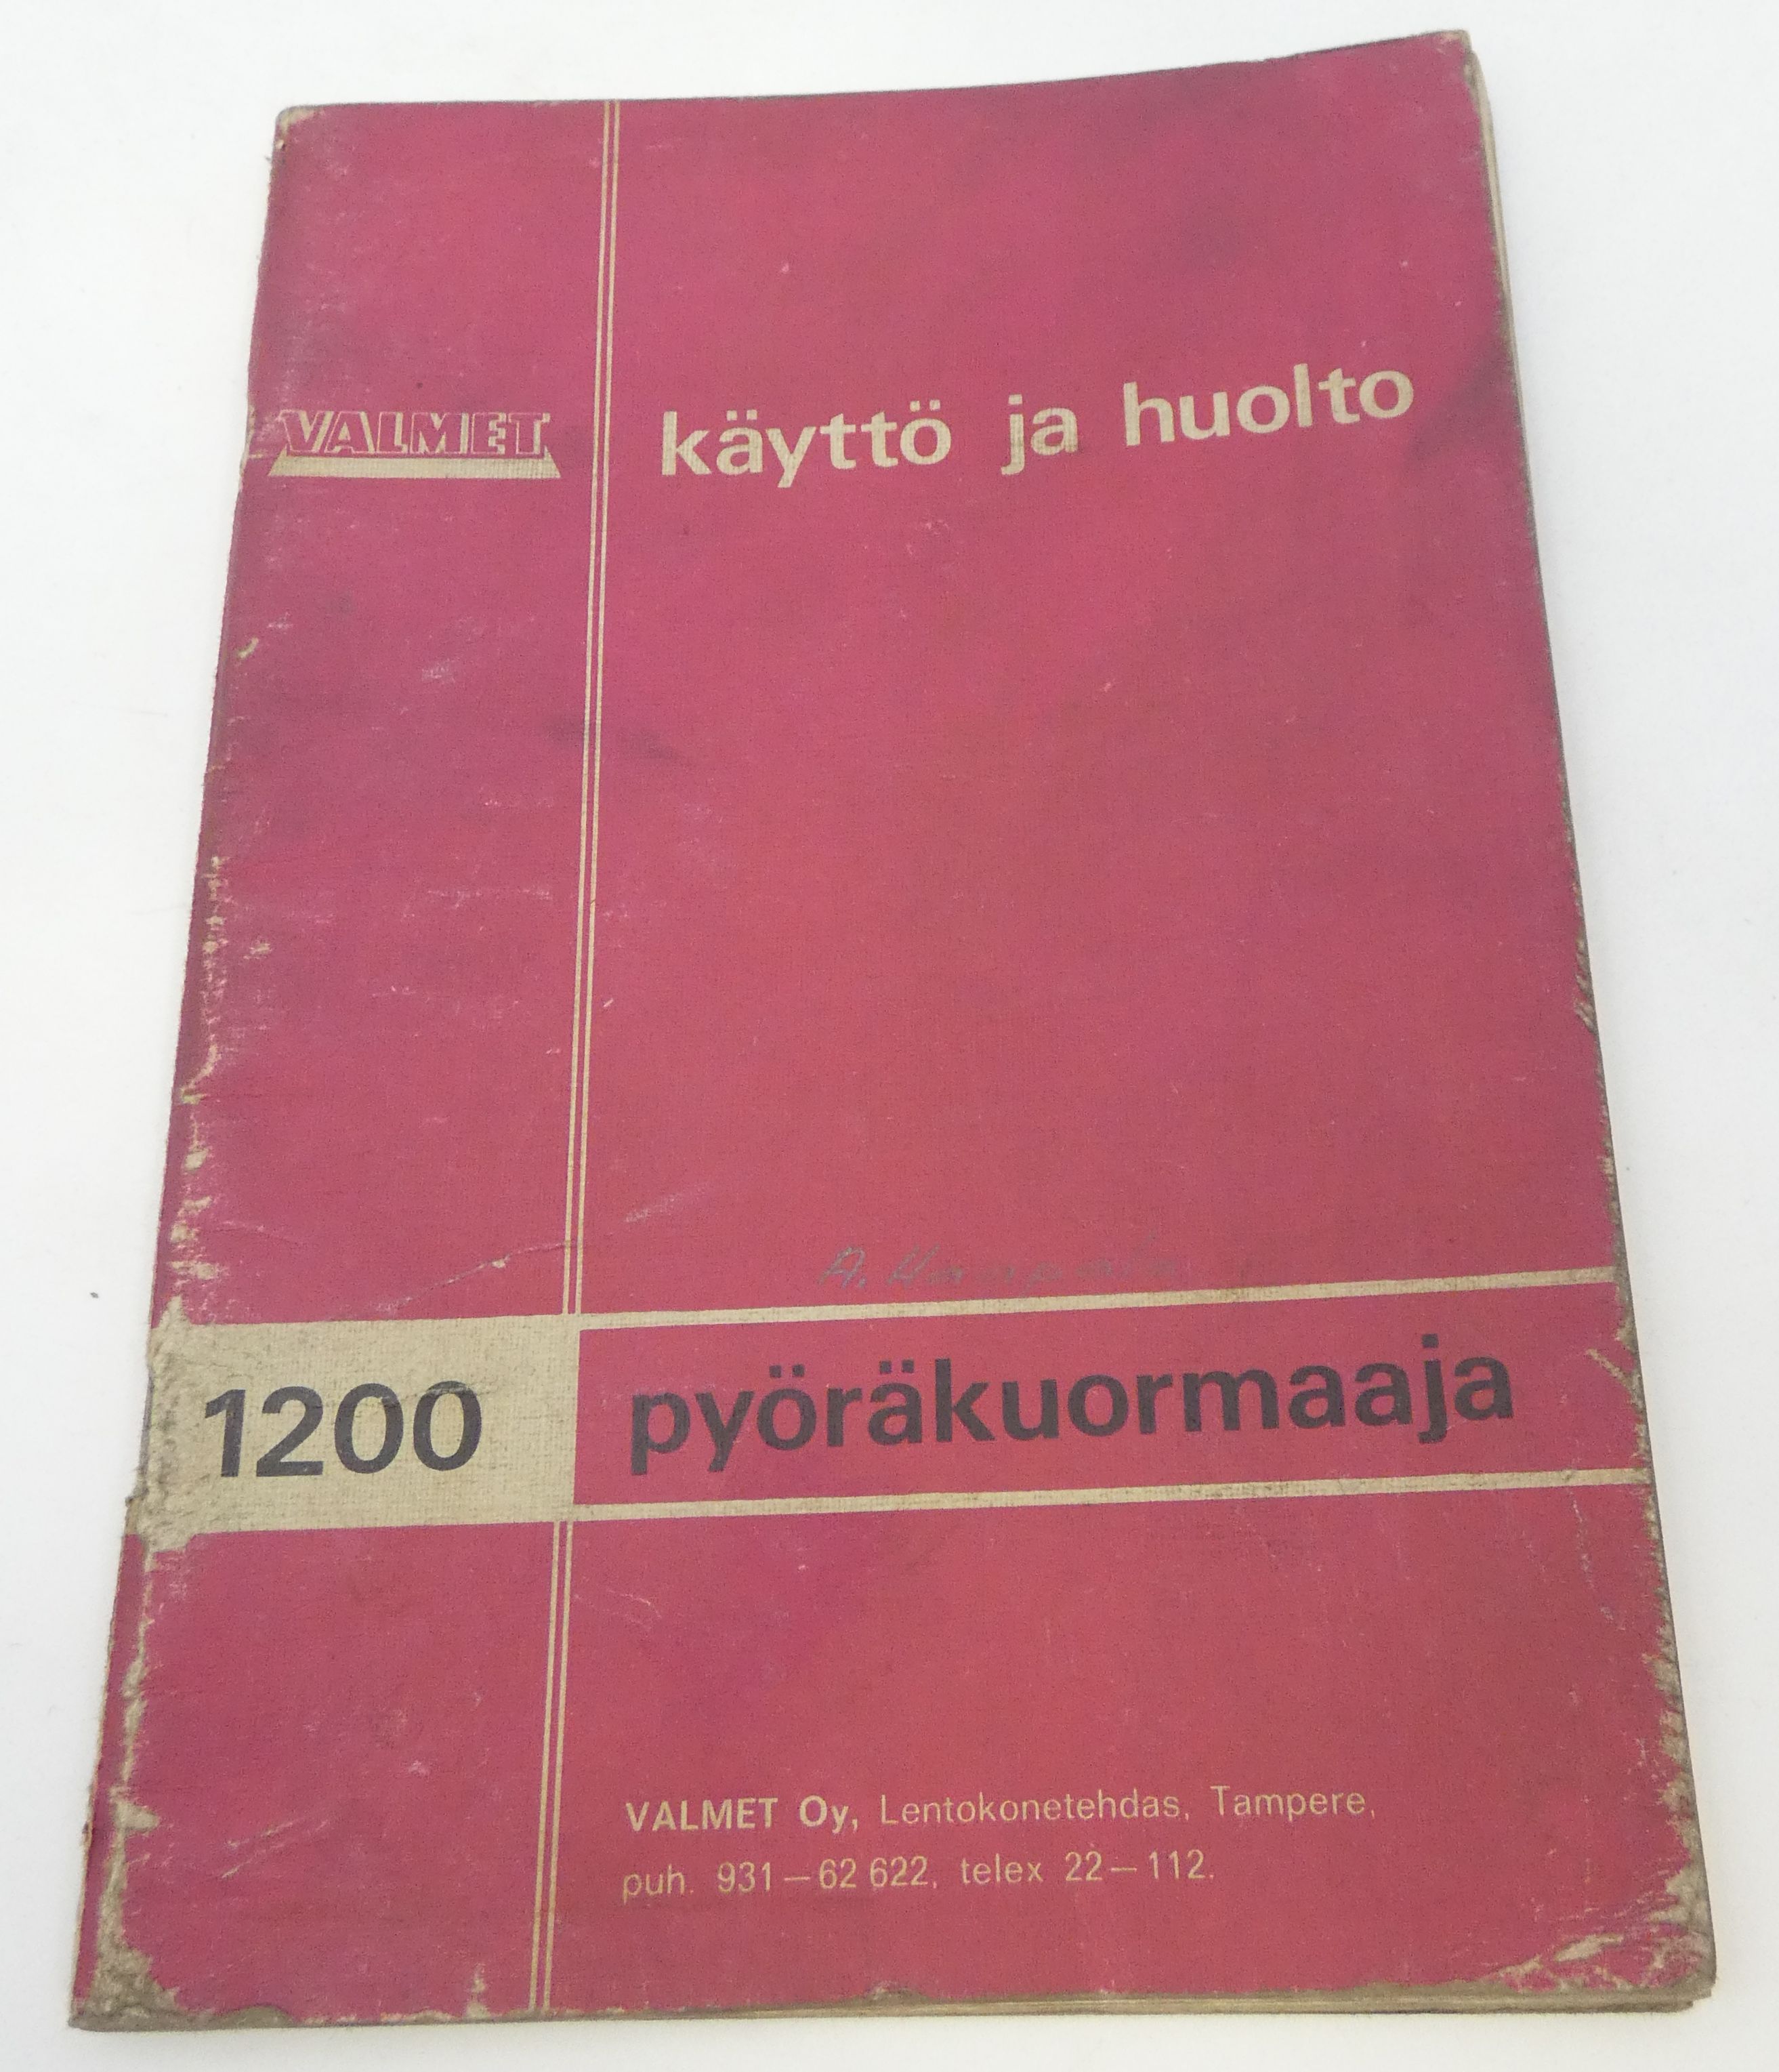 VALMET
käyttö ja huolto
A.
1200 pyöräkuormaaja
VALMET Oy, Lentokonetehdas, Tampere,
puh. 931–62 622, telex 22–112.